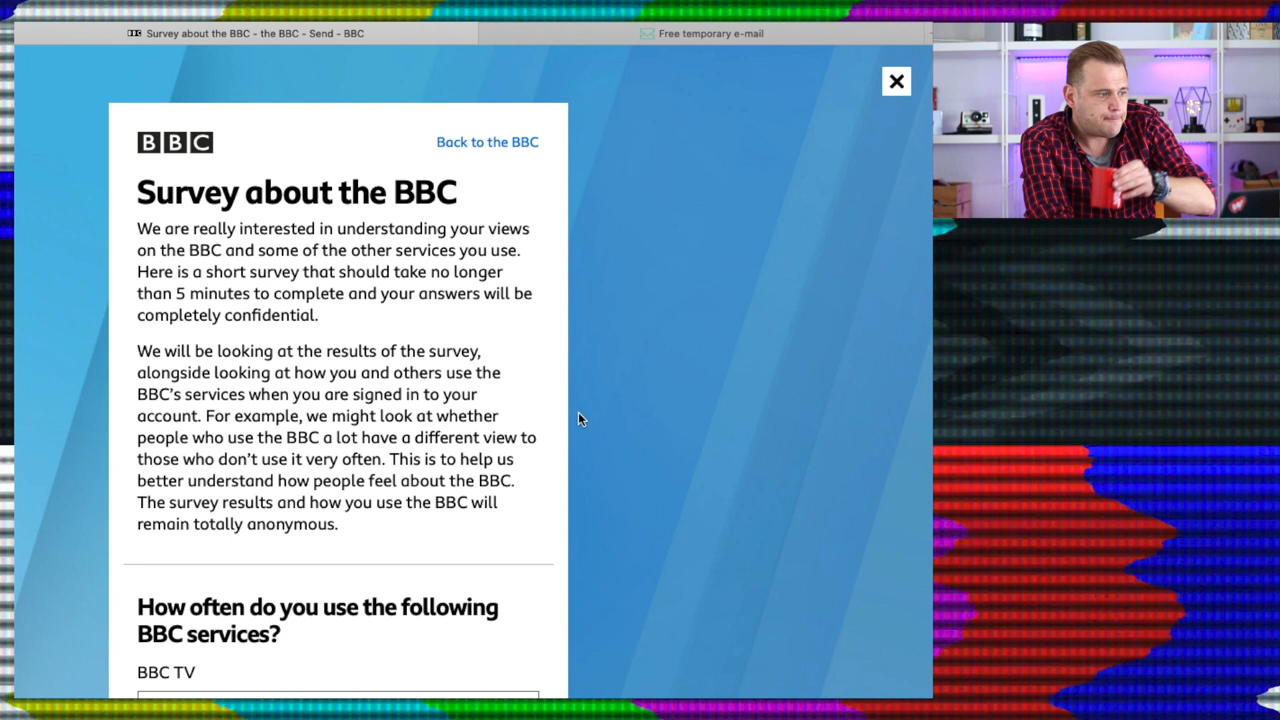 Survey about the BBC - the BBC - Send - BBC
Free temporary e-mail
BBC
Back to the BBC
Survey about the BBC
We are really interested in understanding your views
on the BBC and some of the other services you use.
Here is a short survey that should take no longer
than 5 minutes to complete and your answers will be
completely confidential.
We will be looking at the results of the survey,
alongside looking at how you and others use the
BBC's services when you are signed in to your
account. For example, we might look at whether
people who use the BBC a lot have a different view to
those who don't use it very often. This is to help us
better understand how people feel about the BBC.
The survey results and how you use the BBC will
remain totally anonymous.
How often do you use the following
BBC services?
BBC TV